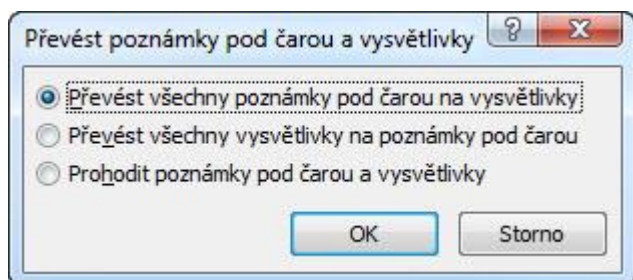 Převést poznámky pod čarou a vysvětlivky
Převést všechny poznámky pod čarou na vysvětlivky
Převést všechny vysvětlivky na poznámky pod čarou
Prohodit poznámky pod čarou a vysvětlivky
OK Storno